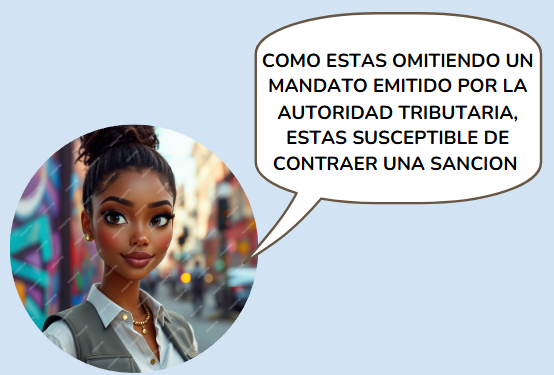 COMO ESTAS OMITIENDO UN
MANDATO EMITIDO POR LA
AUTORIDAD TRIBUTARIA,
ESTAS SUSCEPTIBLE DE
CONTRAER UNA SANCION